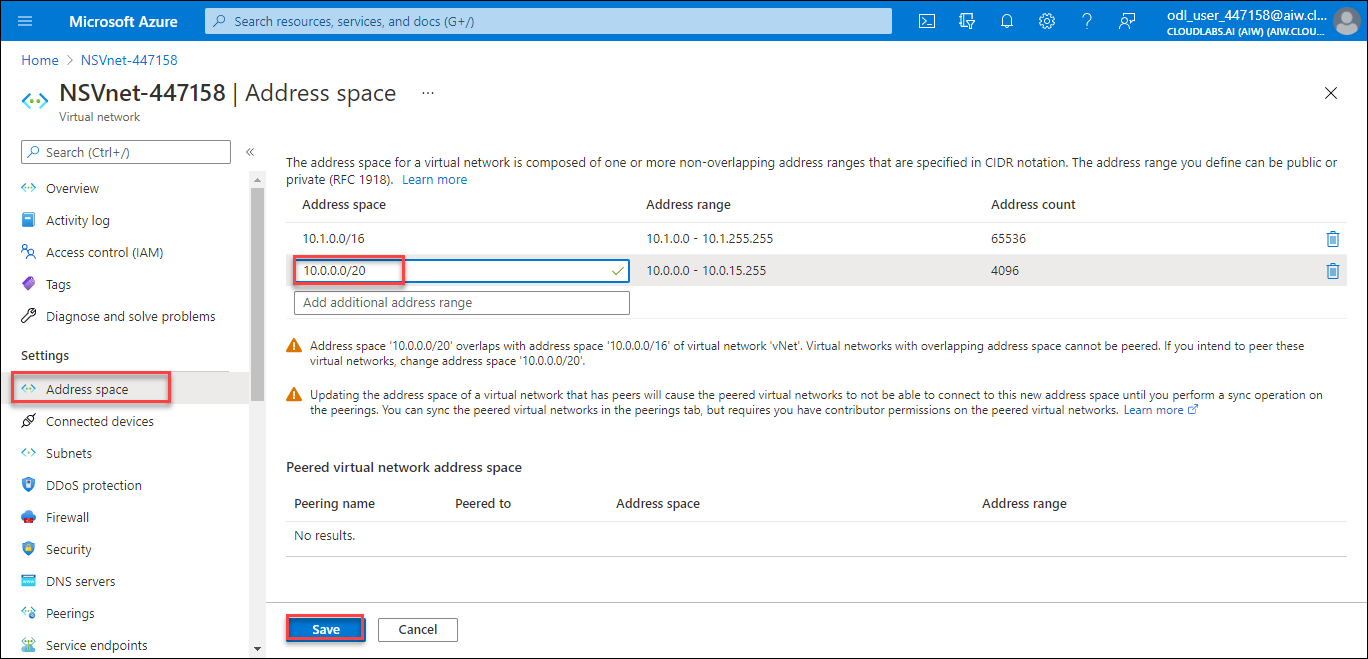 Microsoft Azure
Search resources, services, and docs (G+/)
odl_user_447158@aiw.cl...
CLOUDLABS.AI (AIW) (AIW.CLOU...
Home > NSVnet-447158
NSVnet-447158 | Address space ...
Virtual network
Search (Ctrl+/)
Overview
Activity log
Access control (IAM)
Tags
Diagnose and solve problems
Settings
Address space
Connected devices
Subnets
DDoS protection
Firewall
Security
DNS servers
Peerings
Service endpoints
The address space for a virtual network is composed of one or more non-overlapping address ranges that are specified in CIDR notation. The address range you define can be public or
private (RFC 1918). Learn more
Address space Address range Address count
10.1.0.0/16 10.1.0.0 - 10.1.255.255 65536
10.0.0.0/20 10.0.0.0 - 10.0.15.255 4096
Add additional address range
Address space '10.0.0.0/20' overlaps with address space '10.0.0.0/16' of virtual network 'vNet'. Virtual networks with overlapping address space cannot be peered. If you intend to peer these
virtual networks, change address space '10.0.0.0/20'.
Updating the address space of a virtual network that has peers will cause the peered virtual networks to not be able to connect to this new address space until you perform a sync operation on
the peerings. You can sync the peered virtual networks in the peerings tab, but requires you have contributor permissions on the peered virtual networks. Learn more
Peered virtual network address space
Peering name Peered to Address space Address range
No results.
Save Cancel